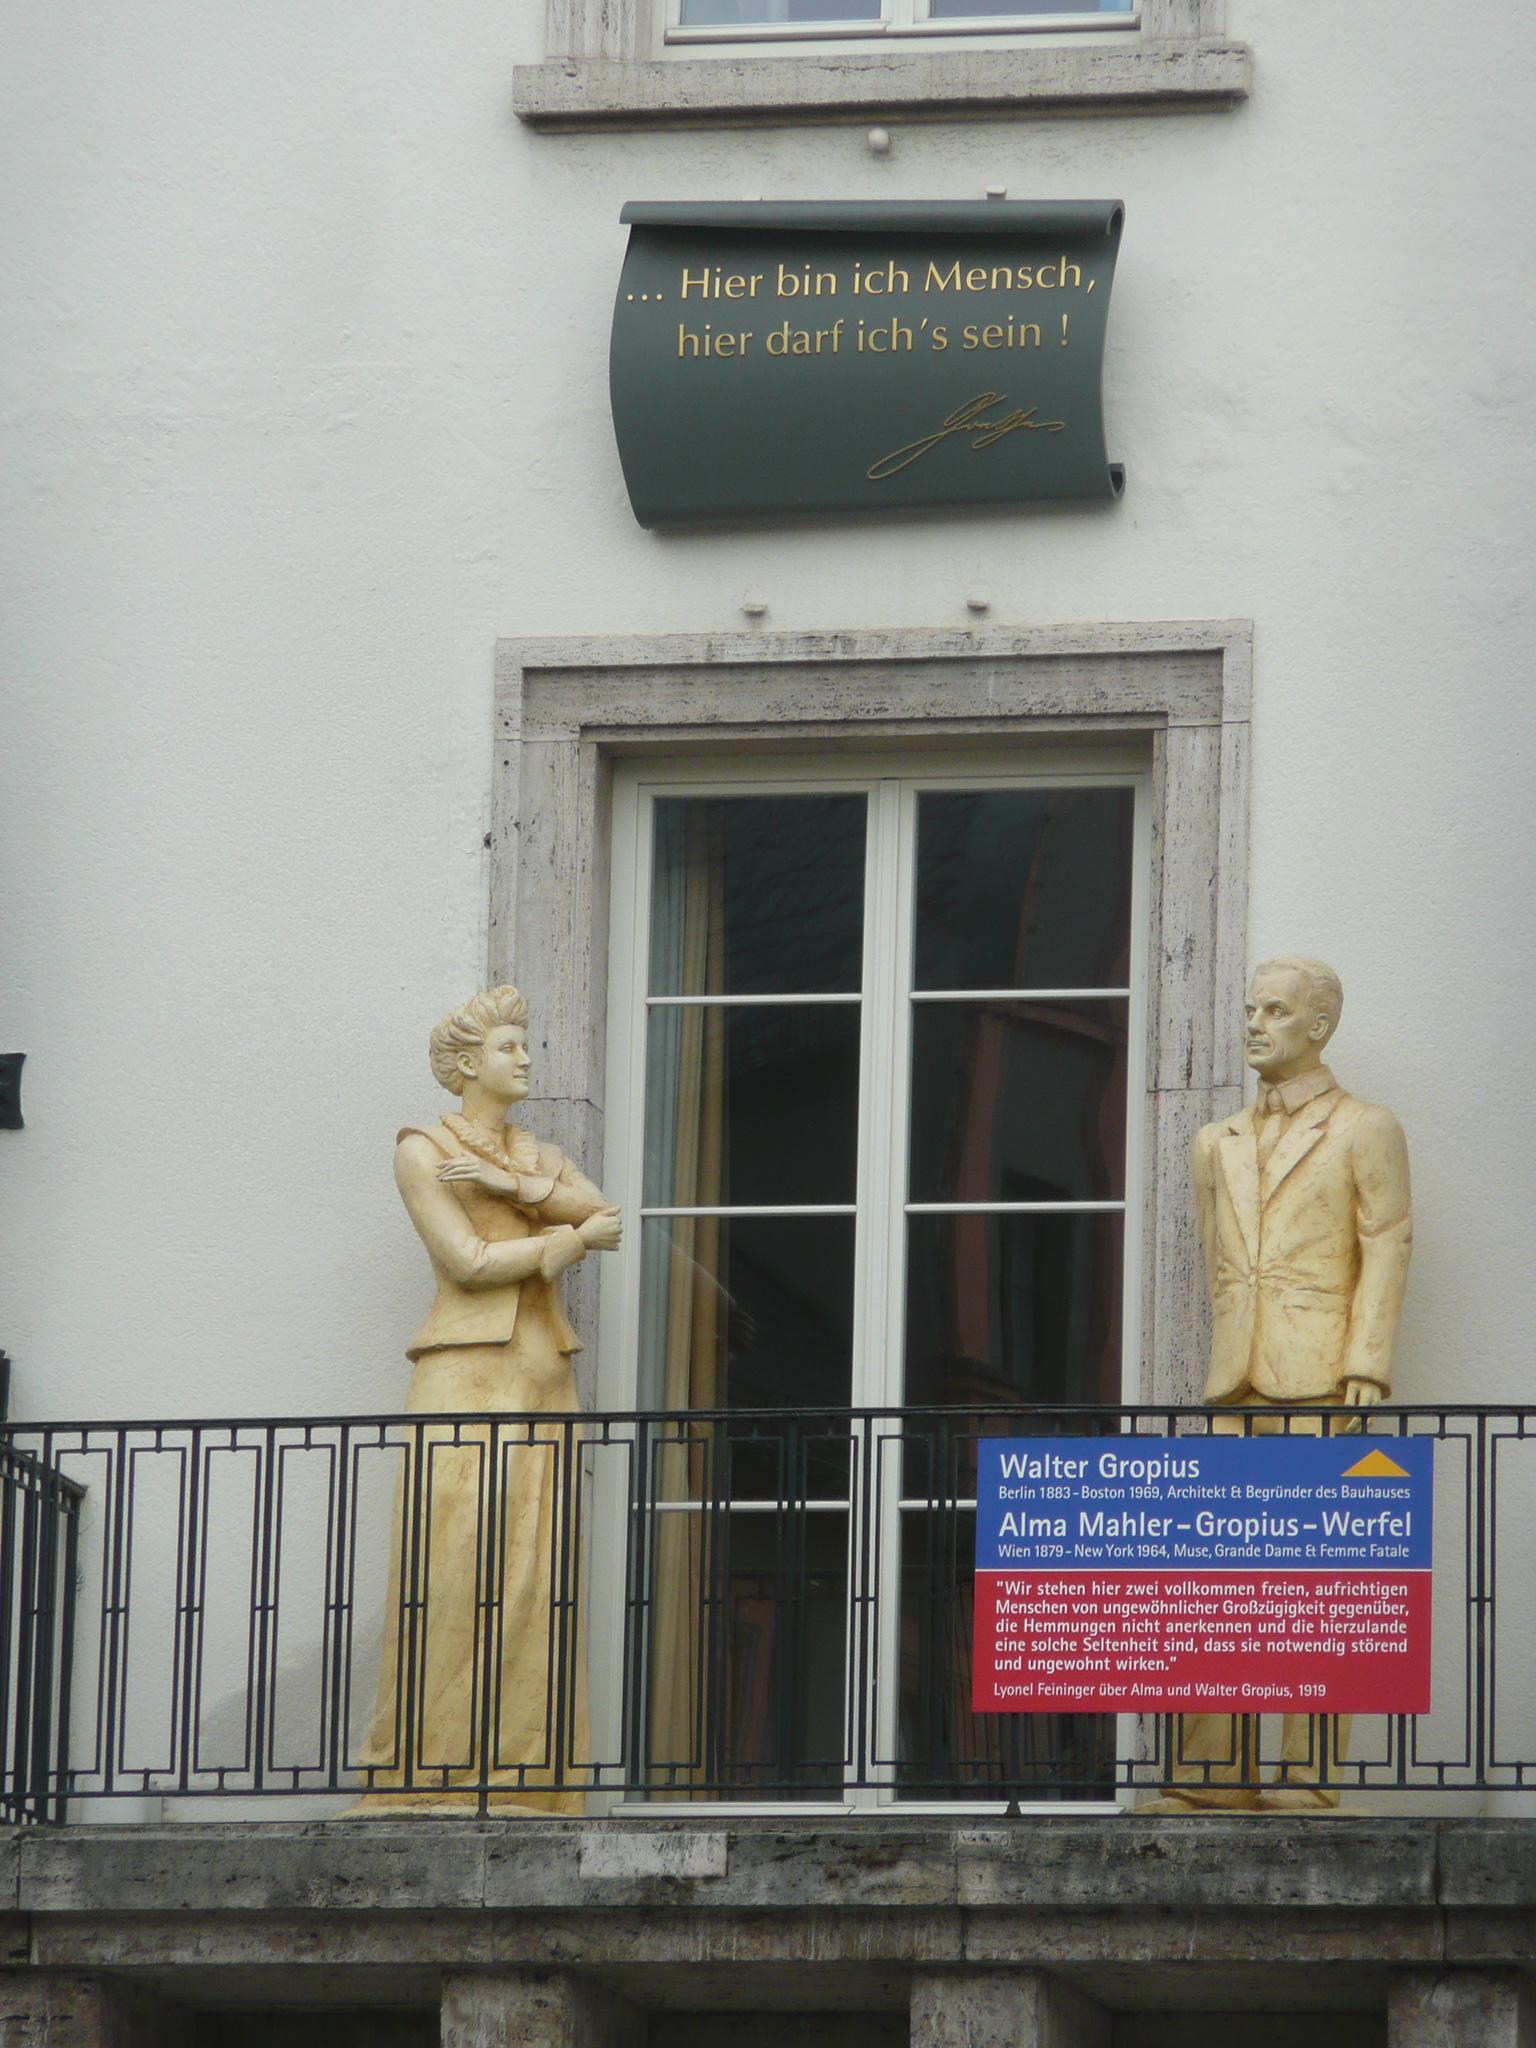 ... Hier bin ich Mensch,
hier darf ich's sein !
Walter Gropius
Berlin 1883-Boston 1969, Architekt & Begründer des Bauhauses
Alma Mahler-Gropius-Werfel
Wien 1879-New York 1964, Muse, Grande Dame & Femme Fatale
"Wir stehen hier zwei vollkommen freien, aufrichtigen
Menschen von ungewöhnlicher Großzügigkeit gegenüber,
die Hemmungen nicht anerkennen und die hierzulande
eine solche Seltenheit sind, dass sie notwendig störend
und ungewohnt wirken."
Lyonel Feininger über Alma und Walter Gropius, 1919